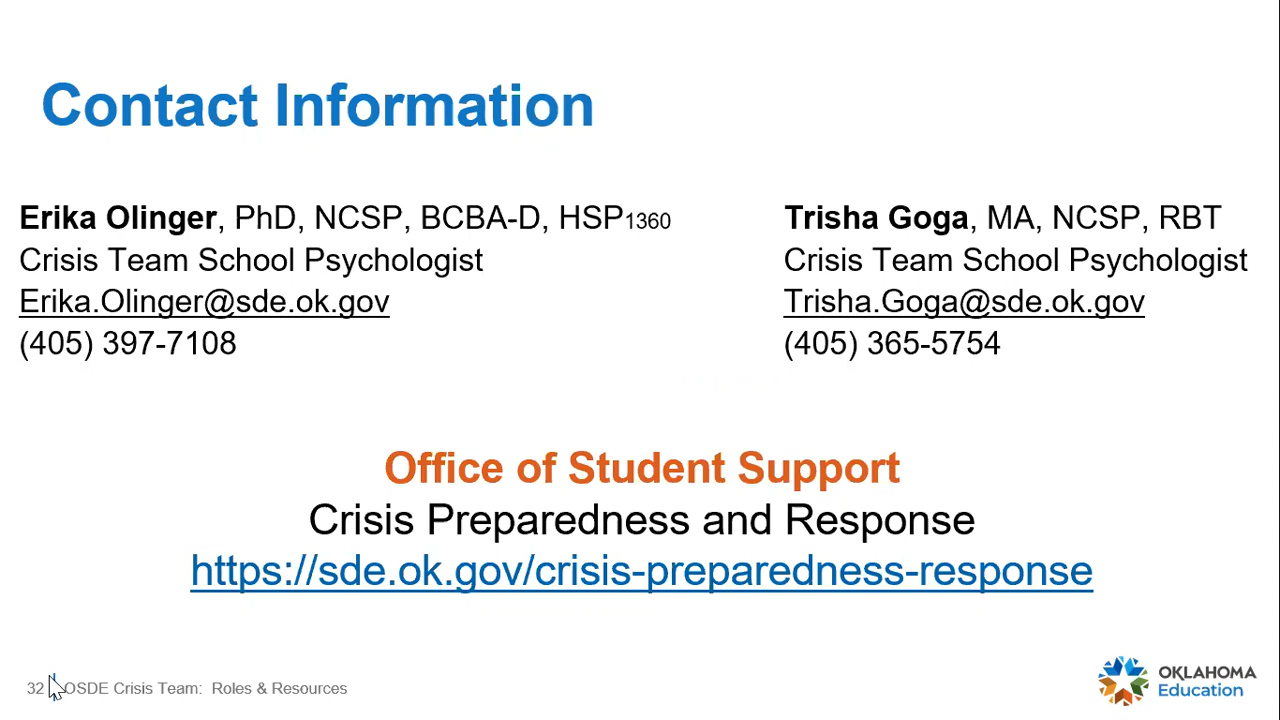 Contact Information
Erika Olinger, PhD, NCSP, BCBA-D, HSP1360
Crisis Team School Psychologist
Erika.Olinger@sde.ok.gov
(405) 397-7108
Trisha Goga, MA, NCSP, RBT
Crisis Team School Psychologist
Trisha.Goga@sde.ok.gov
(405) 365-5754
Office of Student Support
Crisis Preparedness and Response
https://sde.ok.gov/crisis-preparedness-response
32 OSDE Crisis Team: Roles & Resources
OKLAHOMA
Education